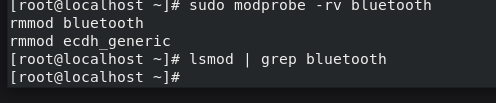 [root@localhost ~]# sudo modprobe -rv bluetooth
rmmod bluetooth
rmmod ecdh_generic
[root@localhost ~]# lsmod | grep bluetooth
[root@localhost ~]#